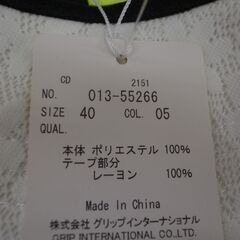 CD 2151
NO. 013-55266
SIZE 40 COL. 05
QUAL.
本体 ポリエステル 100%
テープ部分
レーヨン 100%
Made In China
株式会社 グリップインターナショナル
GRIP INTERNATIONAL CO., LTD.